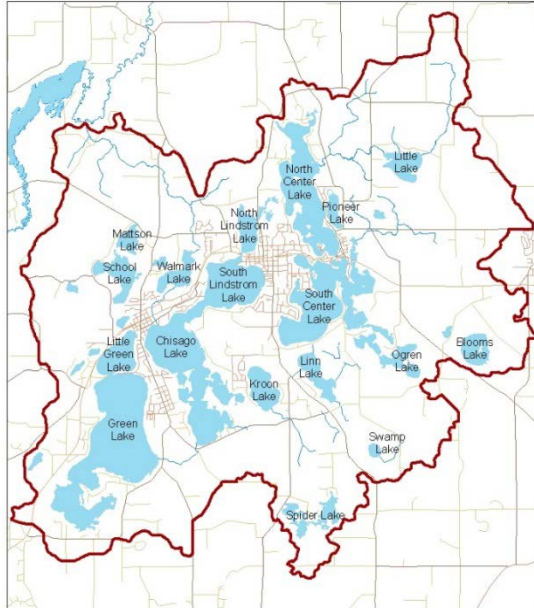 North
Center
Lake
Little
Lake
Pioneer
Lake
North
Lindstrom
Lake
Mattson
Lake
School
Lake
Walmark
Lake
South
Lindstrom
Lake
South
Center
Lake
Little
Green
Lake
Chisago
Lake
Linn
Lake
Ogren
Lake
Blooms
Lake
Kroon
Lake
Green
Lake
Swamp
Lake
Spider Lake